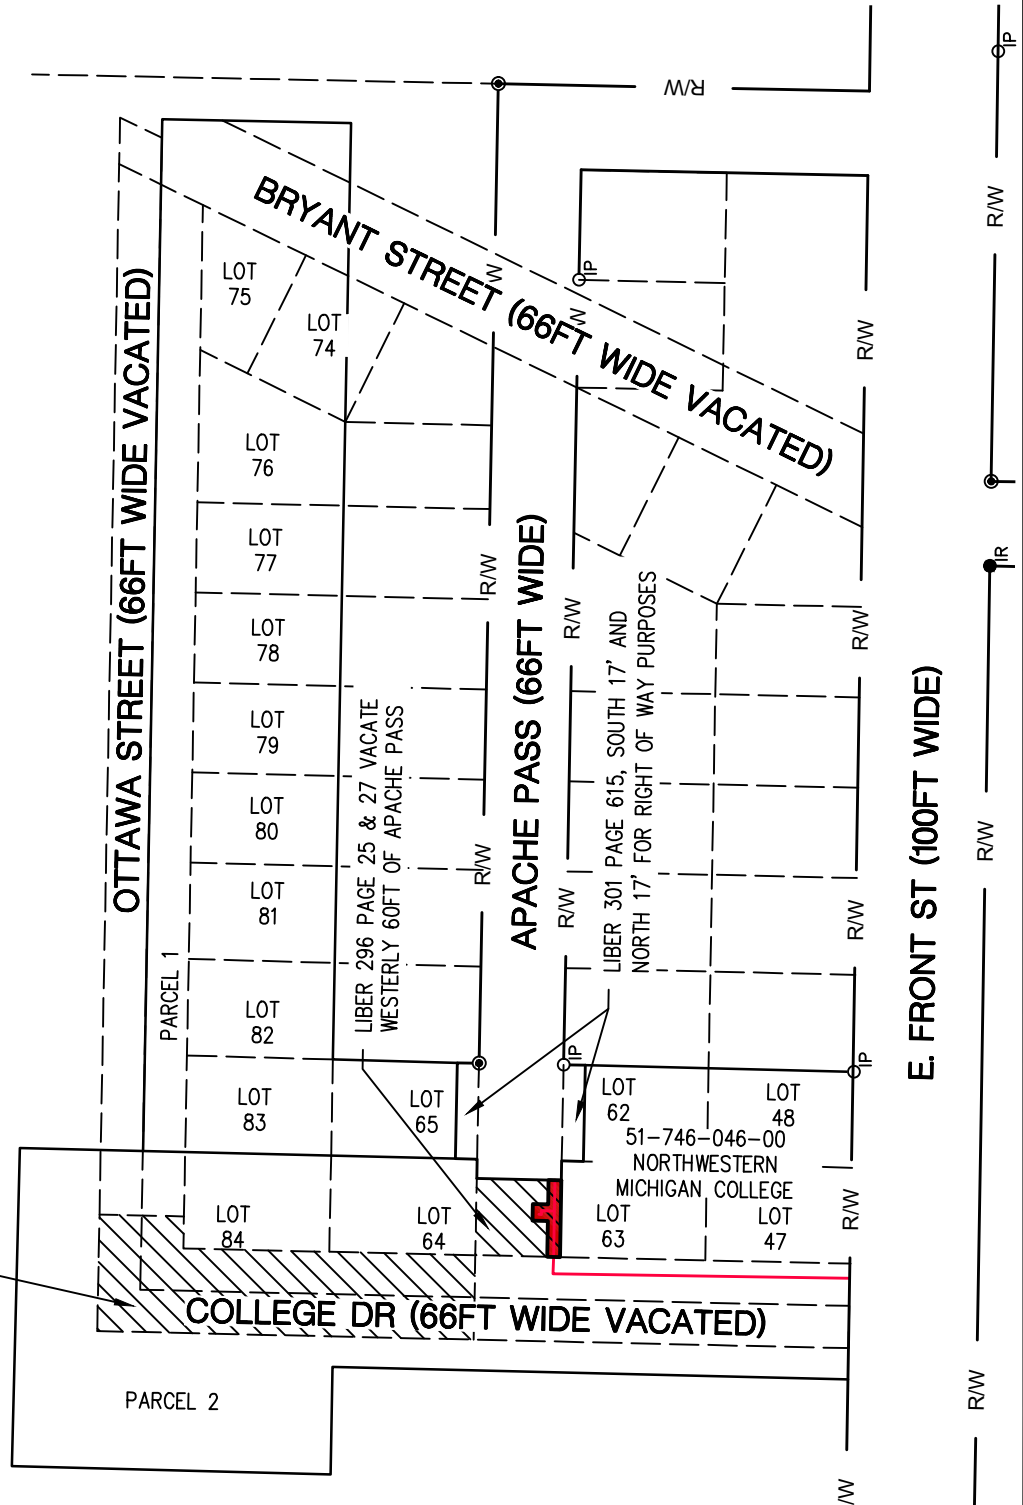 R/W
IP
R/W
BRYANT STREET (66FT WIDE VACATED)
OTTAWA STREET (66FT WIDE VACATED)
LOT
75
LOT
74
W
IP
W
R/W
LOT
76
IR
LOT
77
R/W
APACHE PASS (66FT WIDE)
R/W
R/W
LOT
78
LIBER 301 PAGE 615, SOUTH 17' AND
NORTH 17' FOR RIGHT OF WAY PURPOSES
LIBER 296 PAGE 25 & 27 VACATE
WESTERLY 60FT OF APACHE PASS
LOT
79
LOT
80
E. FRONT ST (100FT WIDE)
R/W
R/W
LOT
81
R/W
R/W
PARCEL 1
LOT
82
IP
IP
LOT
83
LOT
65
LOT
62
LOT
48
51-746-046-00
NORTHWESTERN
MICHIGAN COLLEGE
LOT
84
LOT
64
LOT
63
LOT
47
R/W
COLLEGE DR (66FT WIDE VACATED)
PARCEL 2
R/W
/W